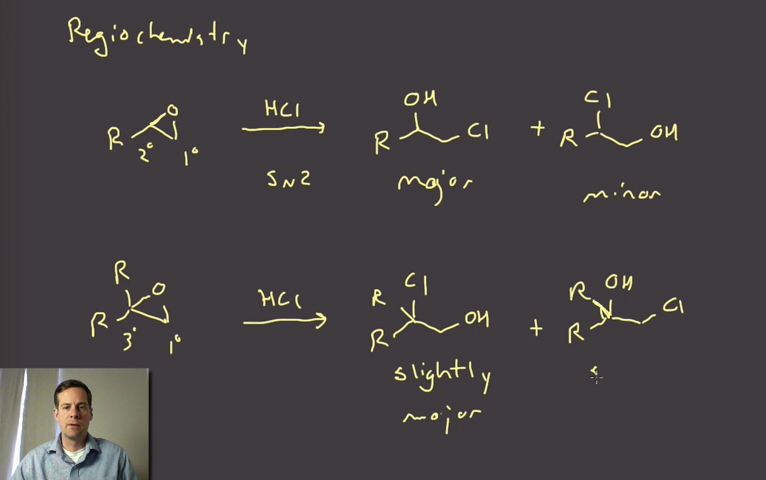 Regiochemistry
R 2° O 1° HCl SN2 R OH Cl major + R Cl OH minor
R R 3° O 1° HCl R R Cl OH slightly major + R R OH Cl s